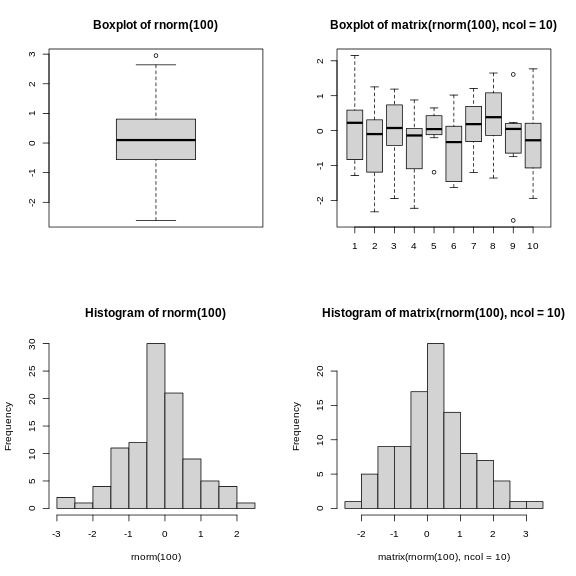 Boxplot of rnorm(100)
3
2
1
0
-1
-2
Boxplot of matrix(rnorm(100), ncol = 10)
2
1
0
-1
-2
1 2 3 4 5 6 7 8 9 10
Histogram of rnorm(100)
Frequency
30
25
20
15
10
5
0
-3 -2 -1 0 1 2
rnorm(100)
Histogram of matrix(rnorm(100), ncol = 10)
Frequency
20
15
10
5
0
-2 -1 0 1 2 3
matrix(rnorm(100), ncol = 10)